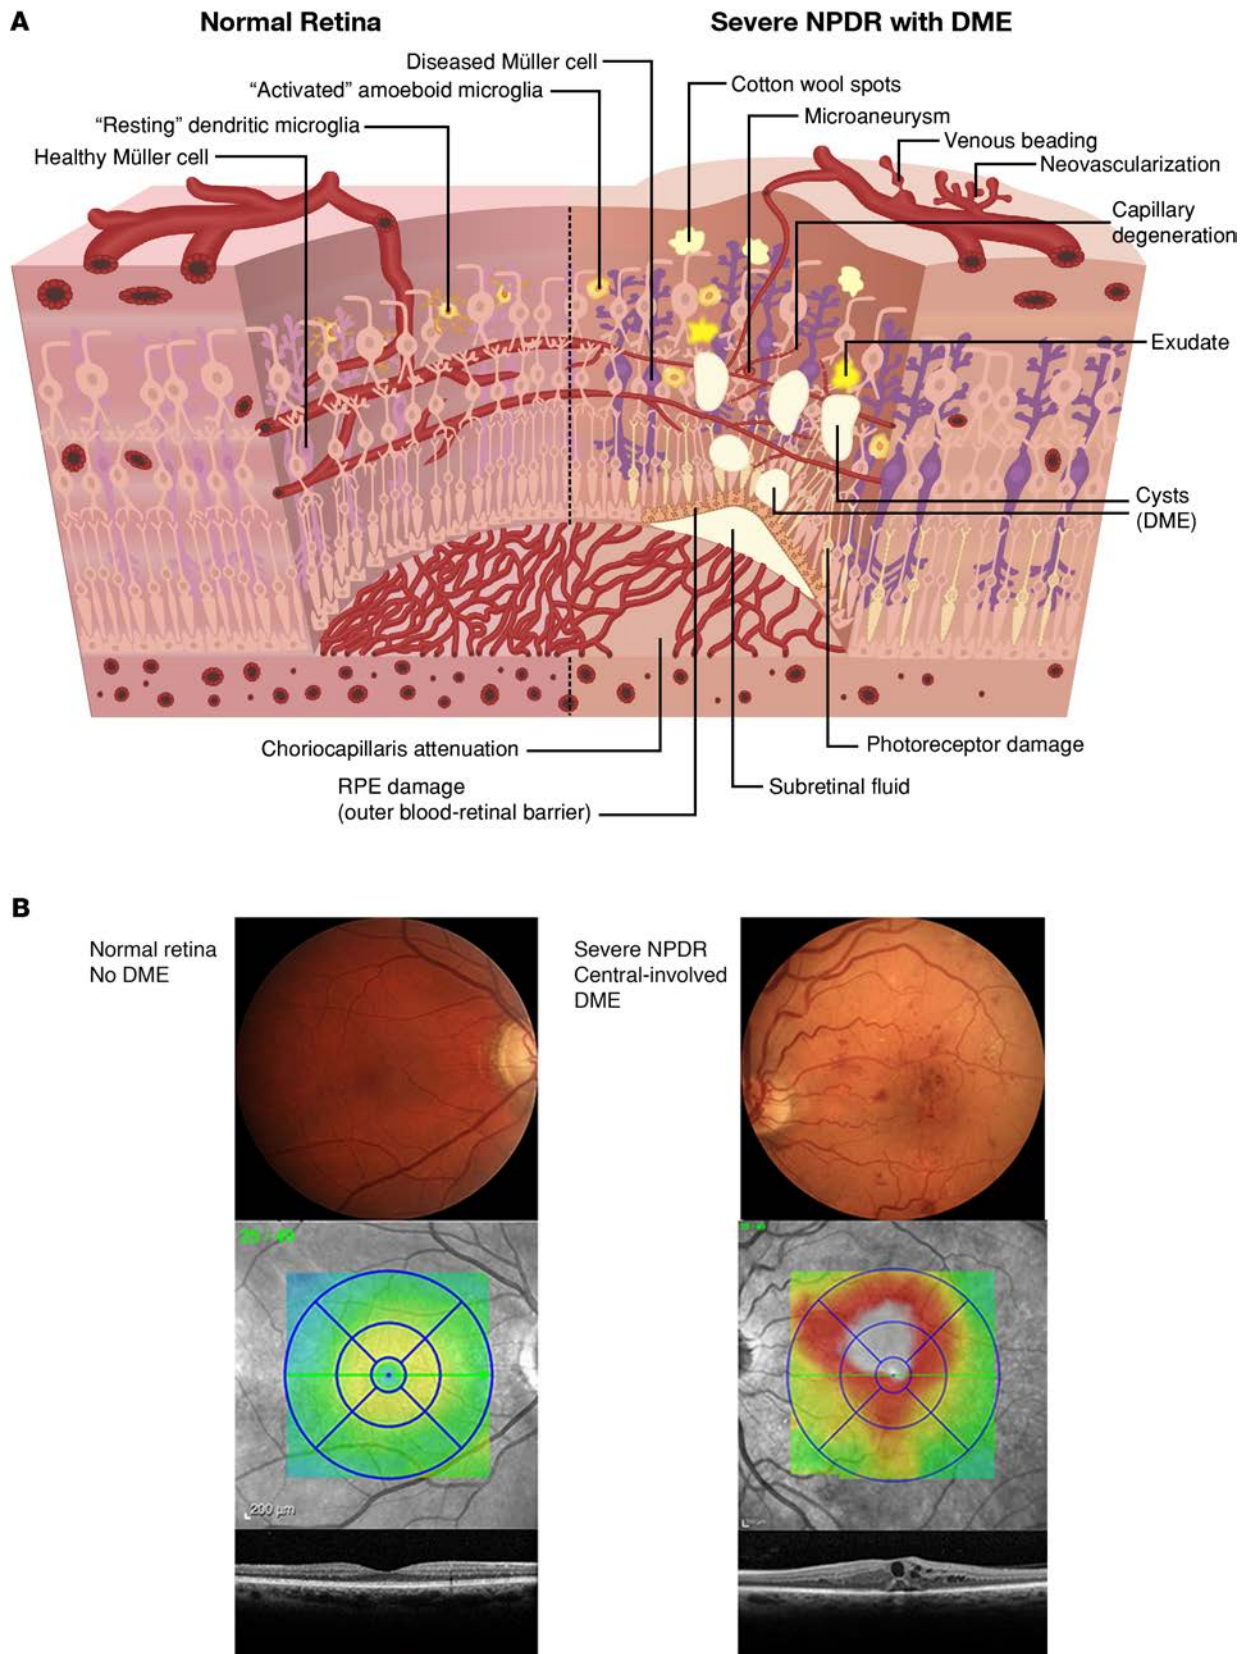 A
Normal Retina
Severe NPDR with DME
Diseased Müller cell
"Activated" amoeboid microglia
"Resting" dendritic microglia
Healthy Müller cell
Cotton wool spots
Microaneurysm
Venous beading
Neovascularization
Capillary
degeneration
Exudate
Cysts
(DME)
Choriocapillaris attenuation
RPE damage
(outer blood-retinal barrier)
Photoreceptor damage
Subretinal fluid
B
Normal retina
No DME
Severe NPDR
Central-involved
DME
200 µm